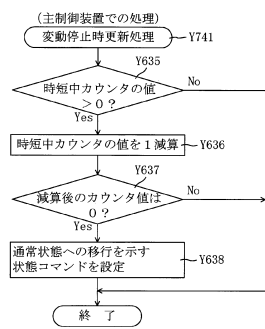 (主制御装置での処理)
変動停止時更新処理
Y741
Y635
時短中カウンタの値
>0?
No
Yes
時短中カウンタの値を1減算
Y636
Y637
減算後のカウンタ値は
0?
No
Yes
通常状態への移行を示す
状態コマンドを設定
Y638
終 了